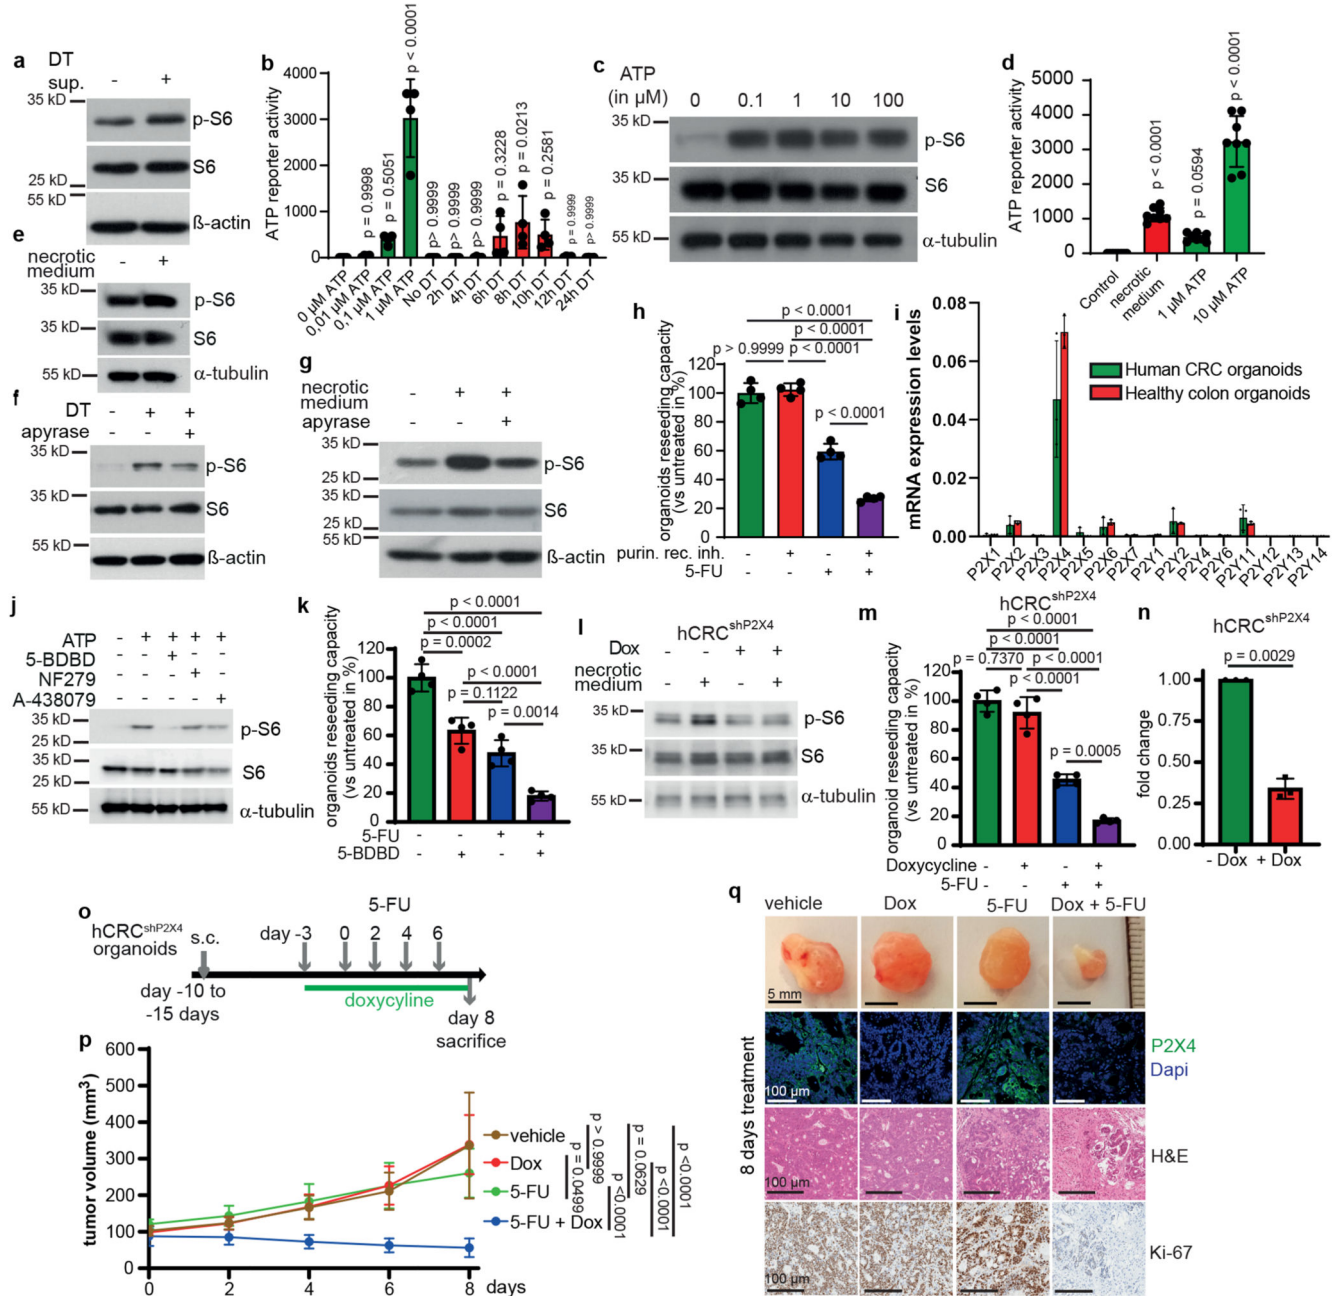 a
DT
sup.
-
+
35 kD
p-S6
S6
25 kD
55 kD
ß-actin
b
ATP reporter activity
4000
3000
2000
1000
0
p = 0.9998
p = 0.5051
p < 0.0001
p> 0.9999
p> 0.9999
p> 0.9999
p = 0.3228
p = 0.0213
p = 0.2581
p = 0.9999
p> 0.9999
0 µM ATP
0,01 µM ATP
0,1 µM ATP
1 µM ATP
No DT
2h DT
4h DT
6h DT
8h DT
10h DT
12h DT
24h DT
c
ATP
(in µM)
0 0.1 1 10 100
35 kD
p-S6
35 kD
S6
55 kD
α-tubulin
d
ATP reporter activity
5000
4000
3000
2000
1000
0
p < 0.0001
p = 0.0594
p < 0.0001
Control
necrotic
medium
1 µM ATP
10 µM ATP
e
necrotic
medium
- +
35 kD
p-S6
35 kD
S6
55 kD
α-tubulin
f
DT - + +
apyrase - - +
35 kD
p-S6
35 kD
S6
55 kD
ß-actin
g
necrotic
medium
- + +
apyrase - - +
35 kD
p-S6
35 kD
S6
55 kD
ß-actin
h
p < 0.0001
p < 0.0001
p > 0.9999
p < 0.0001
p < 0.0001
organoids reseeding capacity
(vs untreated in %)
120
100
80
60
40
20
0
purin. rec. inh. - + - +
5-FU - - + +
i
mRNA expression levels
0.08
0.06
0.04
0.02
0.00
Human CRC organoids
Healthy colon organoids
P2X1
P2X2
P2X3
P2X4
P2X5
P2X6
P2X7
P2Y1
P2Y2
P2Y4
P2Y6
P2Y11
P2Y12
P2Y13
P2Y14
j
ATP - + + + +
5-BDBD - - + - -
NF279 - - - + -
A-438079 - - - - +
35 kD
p-S6
25 kD
35 kD
S6
25 kD
55 kD
α-tubulin
k
p < 0.0001
p < 0.0001
p = 0.0002
p < 0.0001
p = 0.1122
p = 0.0014
organoids reseeding capacity
(vs untreated in %)
120
100
80
60
40
20
0
5-FU - - + +
5-BDBD - + - +
l
hCRCshP2X4
Dox - - + +
necrotic
medium
- + - +
35 kD
p-S6
35 kD
S6
55 kD
α-tubulin
m
hCRCshP2X4
p < 0.0001
p < 0.0001
p = 0.7370
p < 0.0001
p < 0.0001
p = 0.0005
organoid reseeding capacity
(vs untreated in %)
120
100
80
60
40
20
0
Doxycycline - + - +
5-FU - - + +
n
hCRCshP2X4
p = 0.0029
fold change
1.00
0.75
0.50
0.25
0.00
- Dox + Dox
o
hCRCshP2X4
organoids
s.c.
5-FU
day -3 0 2 4 6
doxycyline
day -10 to
-15 days
day 8
sacrifice
p
tumor volume (mm3)
600
500
400
300
200
100
0
0 2 4 6 8 days
vehicle
Dox
5-FU
5-FU + Dox
p = 0.0499
p > 0.9999
p <0.0001
p = 0.0629
p <0.0001
p <0.0001
q
vehicle Dox 5-FU Dox + 5-FU
8 days treatment
5 mm
100 µm
P2X4
Dapi
100 µm
H&E
100 µm
Ki-67